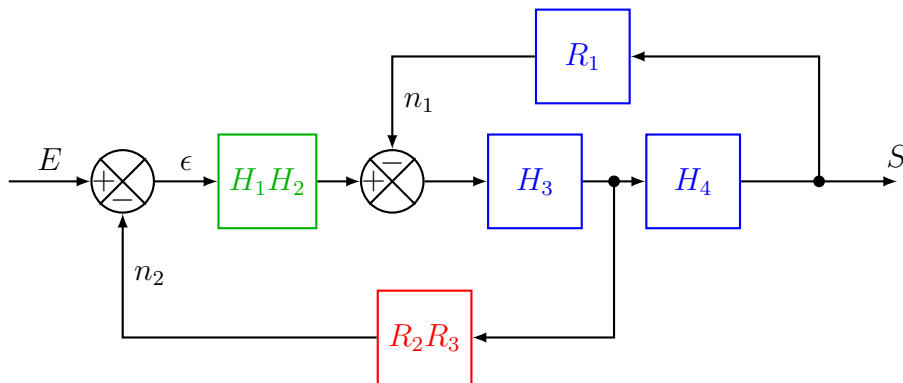 R₁
n₁
E
+
−
ϵ
H₁H₂
+
−
H₃
H₄
S
n₂
R₂R₃